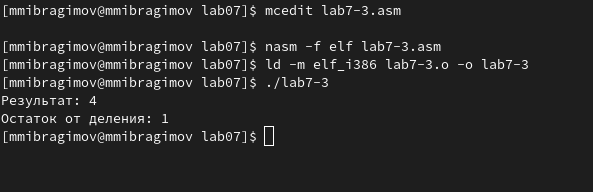 [mmibragimov@mmibragimov lab07]$ mcedit lab7-3.asm
[mmibragimov@mmibragimov lab07]$ nasm -f elf lab7-3.asm
[mmibragimov@mmibragimov lab07]$ ld -m elf_i386 lab7-3.o -o lab7-3
[mmibragimov@mmibragimov lab07]$ ./lab7-3
Результат: 4
Остаток от деления: 1
[mmibragimov@mmibragimov lab07]$